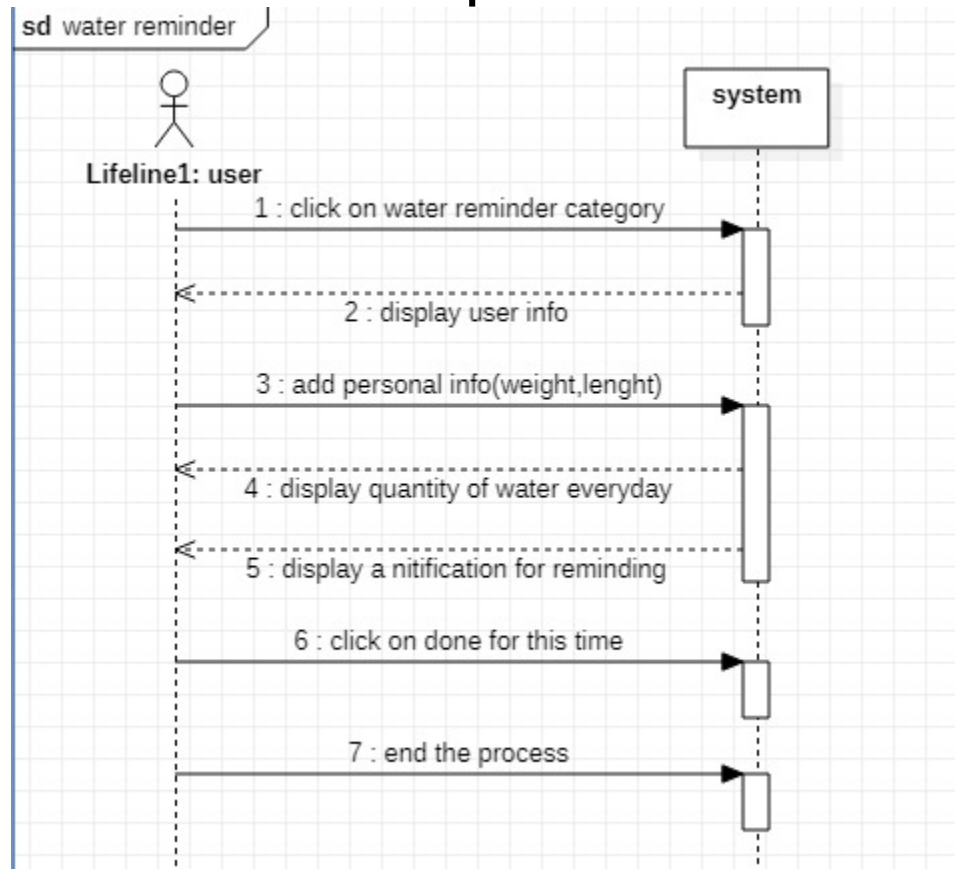 sd water reminder
system
Lifeline1: user
1 : click on water reminder category
2 : display user info
3 : add personal info(weight,lenght)
4 : display quantity of water everyday
5 : display a nitification for reminding
6 : click on done for this time
7 : end the process